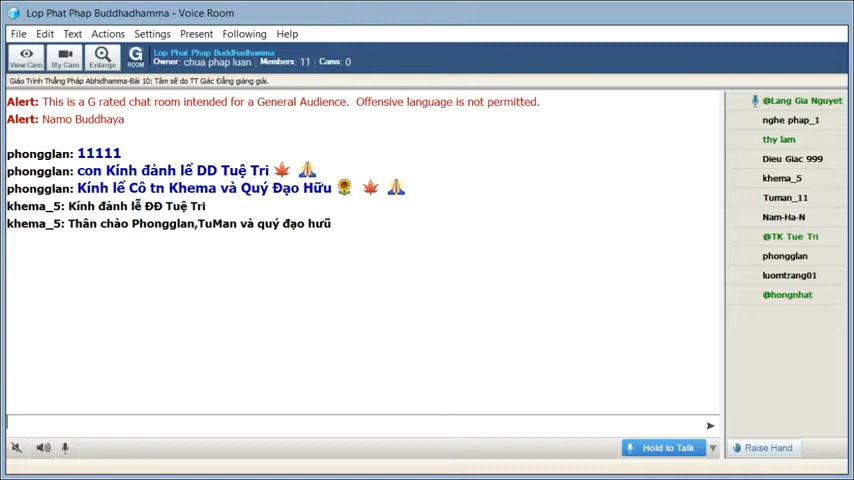 Lop Phat Phap Buddhadhamma - Voice Room
File Edit Text Actions Settings Present Following Help
View Cam My Cam Enlarge G ROOM
Lop Phat Phap Buddhadhamma
Owner: chua phap luan Members: 11 Cams: 0
Giáo Trình Thắng Pháp Abhidhamma-Bài 10: Tâm sẽ do TT Giác Đẳng giảng giải.
Alert: This is a G rated chat room intended for a General Audience. Offensive language is not permitted.
Alert: Namo Buddhaya
phongglan: 11111
phongglan: con Kính đảnh lể DD Tuệ Tri
phongglan: Kính lể Cô tn Khema và Quý Đạo Hữu
khema_5: Kính đảnh lễ ĐĐ Tuệ Tri
khema_5: Thân chào Phongglan,TuMan và quý đạo hưũ
@Lang Gia Nguyet
nghe phap_1
thy lam
Dieu Giac 999
khema_5
Tuman_11
Nam-Ha-N
@TK Tue Tri
phongglan
luomtrang01
@hongnhat
Hold to Talk
Raise Hand